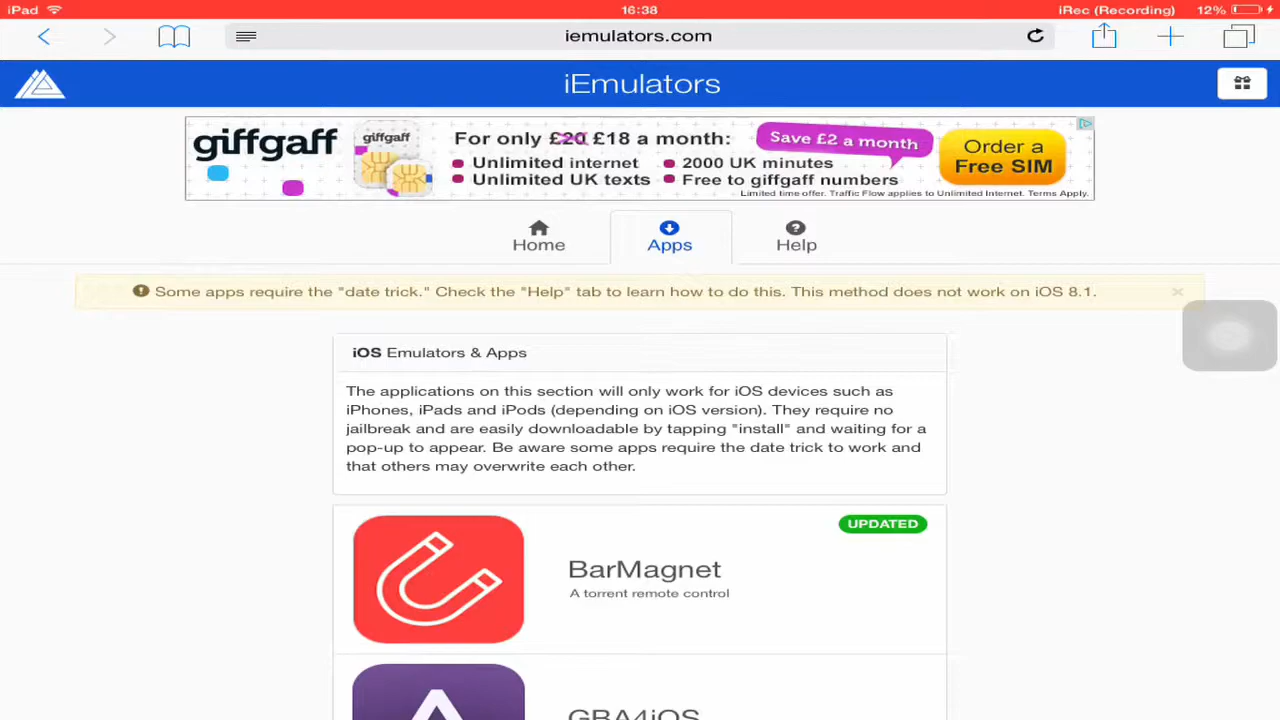 iPad 16:38 iRec (Recording) 12%
iemulators.com
iEmulators
giffgaff
giffgaff
For only £20 £18 a month:
Unlimited internet
2000 UK minutes
Unlimited UK texts
Free to giffgaff numbers
Save £2 a month
Order a
Free SIM
Limited time offer. Traffic Flow applies to Unlimited Internet. Terms Apply.
Home Apps Help
Some apps require the "date trick." Check the "Help" tab to learn how to do this. This method does not work on iOS 8.1. ×
iOS Emulators & Apps
The applications on this section will only work for iOS devices such as
iPhones, iPads and iPods (depending on iOS version). They require no
jailbreak and are easily downloadable by tapping "install" and waiting for a
pop-up to appear. Be aware some apps require the date trick to work and
that others may overwrite each other.
UPDATED
BarMagnet
A torrent remote control
GBA4iOS